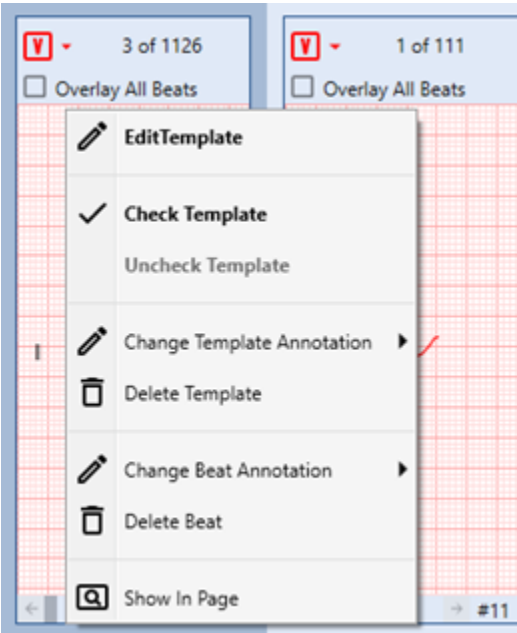 V 3 of 1126
Overlay All Beats
V 1 of 111
Overlay All Beats
EditTemplate
Check Template
Uncheck Template
Change Template Annotation
Delete Template
Change Beat Annotation
Delete Beat
Show In Page
#11